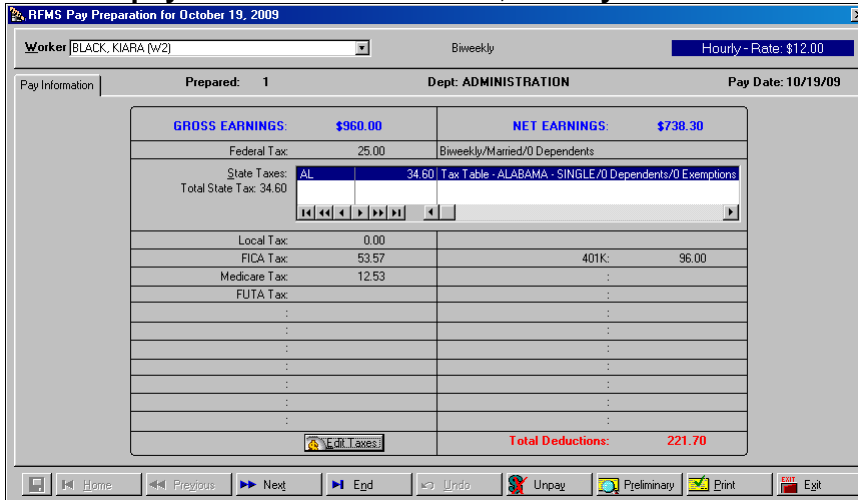 RFMS Pay Preparation for October 19, 2009
Worker BLACK, KIARA (W2) Biweekly Hourly - Rate: $12.00
Pay Information Prepared: 1 Dept: ADMINISTRATION Pay Date: 10/19/09
GROSS EARNINGS: $960.00 NET EARNINGS: $738.30
Federal Tax: 25.00 Biweekly/Married/0 Dependents
State Taxes: AL 34.60 Tax Table - ALABAMA - SINGLE/0 Dependents/0 Exemptions
Total State Tax: 34.60
Local Tax: 0.00
FICA Tax: 53.57 401K: 96.00
Medicare Tax: 12.53 :
FUTA Tax: :
: :
: :
: :
: :
: :
: :
: :
Edit Taxes Total Deductions: 221.70
Home Previous Next End Undo Unpay Preliminary Print EXIT Exit